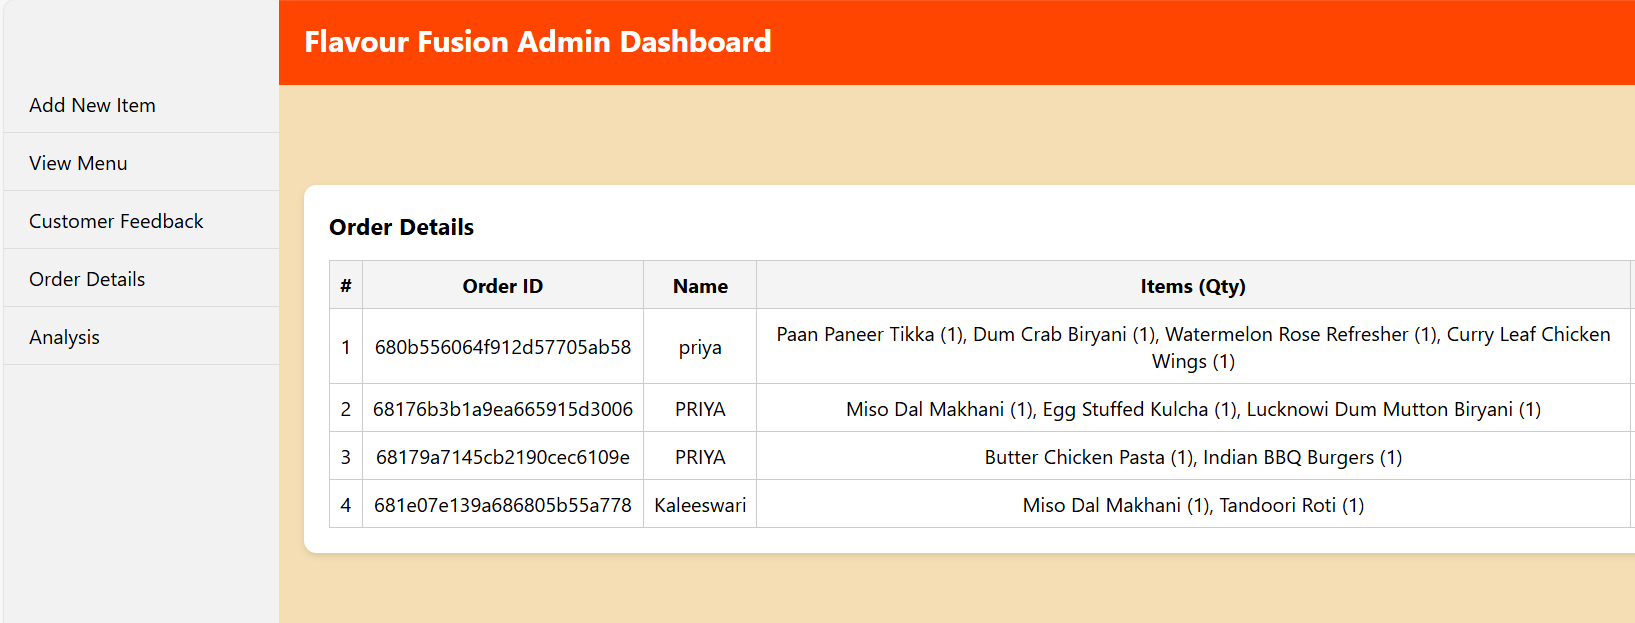 Flavour Fusion Admin Dashboard
Add New Item
View Menu
Customer Feedback
Order Details
Analysis
Order Details
# Order ID Name Items (Qty)
1 680b556064f912d57705ab58 priya Paan Paneer Tikka (1), Dum Crab Biryani (1), Watermelon Rose Refresher (1), Curry Leaf Chicken
Wings (1)
2 68176b3b1a9ea665915d3006 PRIYA Miso Dal Makhani (1), Egg Stuffed Kulcha (1), Lucknowi Dum Mutton Biryani (1)
3 68179a7145cb2190cec6109e PRIYA Butter Chicken Pasta (1), Indian BBQ Burgers (1)
4 681e07e139a686805b55a778 Kaleeswari Miso Dal Makhani (1), Tandoori Roti (1)